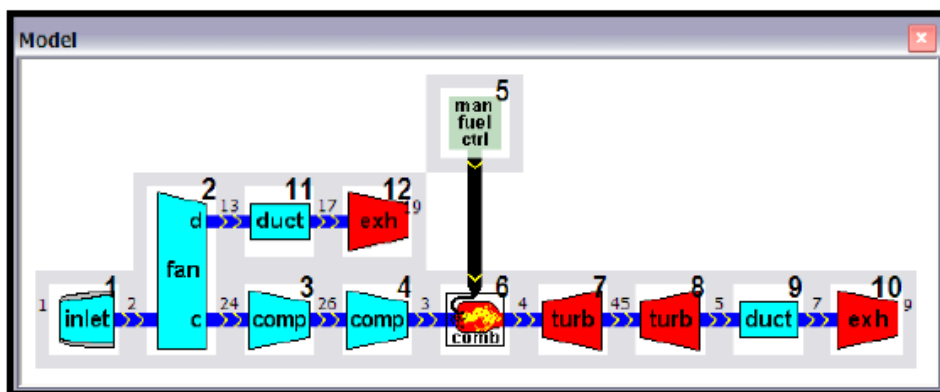 Model
5
man
fuel
ctrl
2 11 12
13 17 19
d duct exh
fan
1 3 4 6 7 8 9 10
1 2 24 26 3 4 45 5 7 9
inlet c comp comp turb turb duct exh
comb